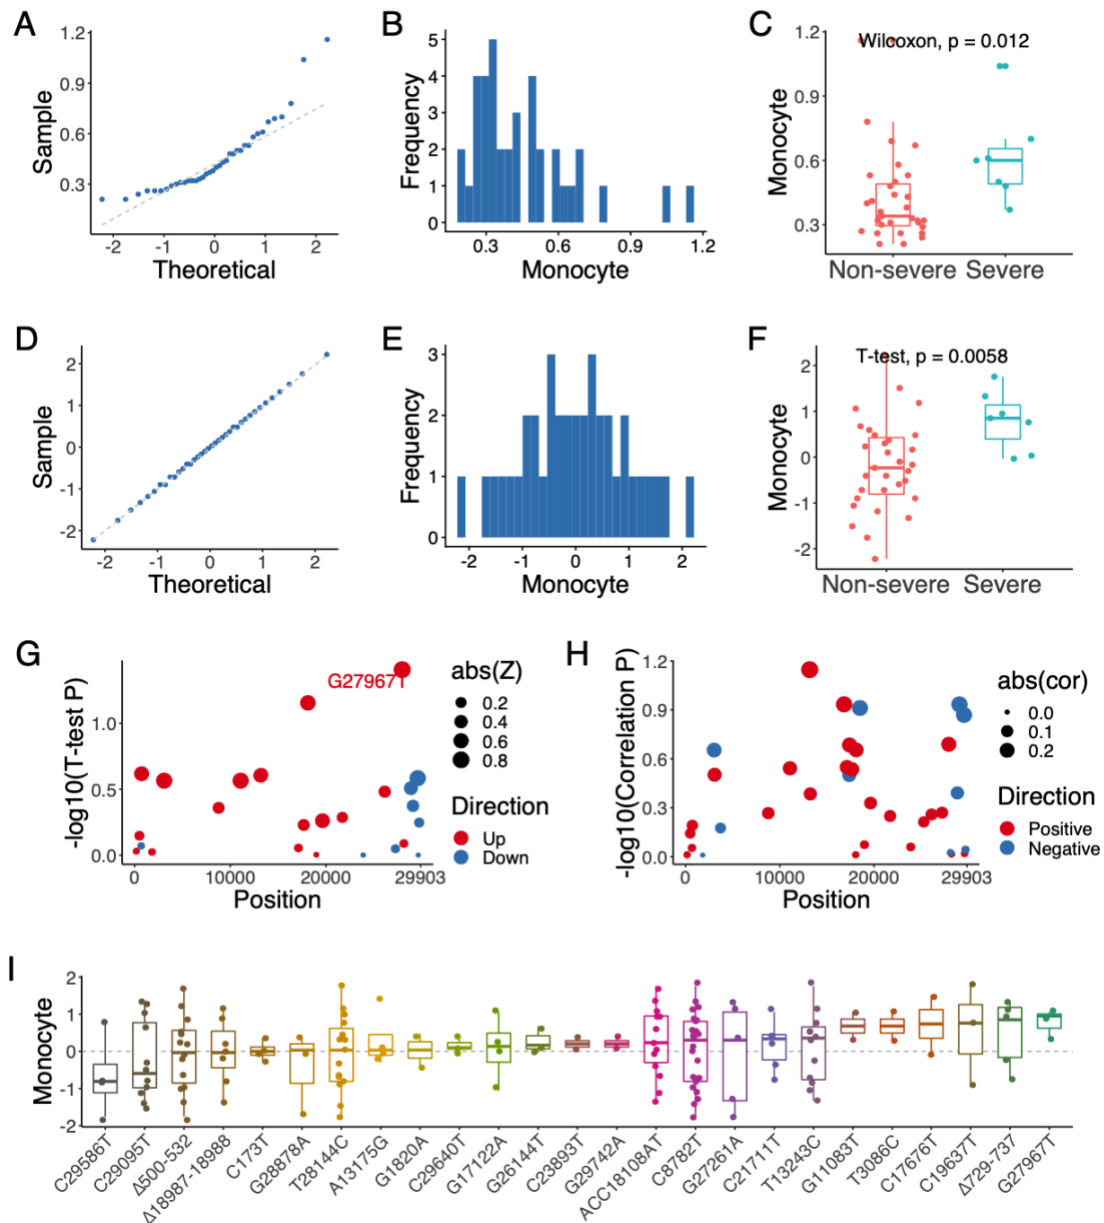 A
1.2
0.9
0.6
0.3
Sample
-2 -1 0 1 2
Theoretical
B
5
4
3
2
1
0
Frequency
0.3 0.6 0.9 1.2
Monocyte
C
1.2
0.9
0.6
0.3
Monocyte
Wilcoxon, p = 0.012
Non-severe Severe
D
2
1
0
-1
-2
Sample
-2 -1 0 1 2
Theoretical
E
3
2
1
0
Frequency
-2 -1 0 1 2
Monocyte
F
2
1
0
-1
-2
Monocyte
T-test, p = 0.0058
Non-severe Severe
G
1.0
0.5
0.0
-log10(T-test P)
G27967T
0 10000 20000 29903
Position
abs(Z)
0.2
0.4
0.6
0.8
Direction
Up
Down
H
1.2
0.9
0.6
0.3
0.0
-log10(Correlation P)
0 10000 20000 29903
Position
abs(cor)
0.0
0.1
0.2
Direction
Positive
Negative
I
2
1
0
-1
-2
Monocyte
C29586T
C29095T
Δ500-532
Δ18987-18988
C173T
G28878A
T28144C
A13175G
G1820A
C29640T
G17122A
G26144T
C23893T
G29742A
ACC18108AT
C8782T
G27261A
C21711T
T13243C
G11083T
T3086C
C17676T
C19637T
Δ729-737
G27967T